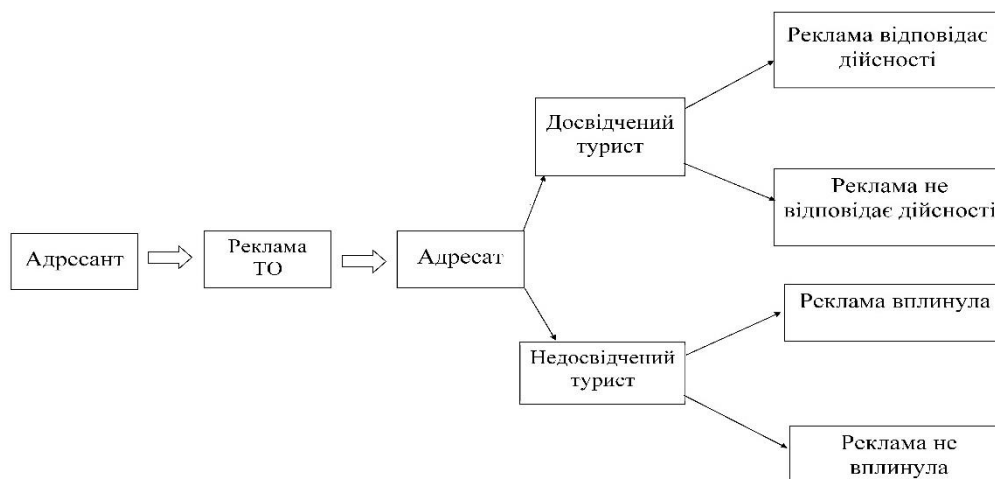 Реклама відповідає
дійсності
Досвідчений
турист
Реклама не
відповідає дійсності
Адресант
Реклама
ТО
Адресат
Реклама вплинула
Недосвідчений
турист
Реклама не
вплинула